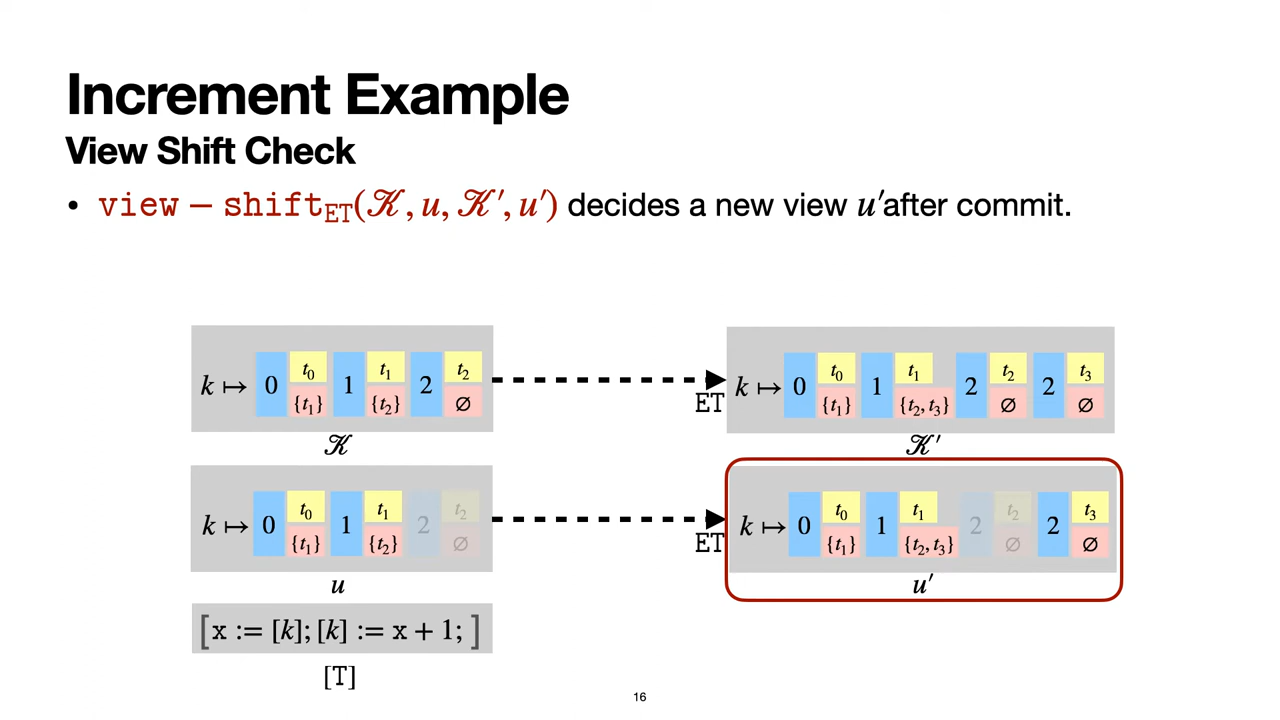 Increment Example
View Shift Check
• view – shift_ET(𝒦, u, 𝒦′, u′) decides a new view u′after commit.
k ↦ 0 t₀ {t₁} 1 t₁ {t₂} 2 t₂ ∅
𝒦
ET
k ↦ 0 t₀ {t₁} 1 t₁ {t₂, t₃} 2 t₂ ∅ 2 t₃ ∅
𝒦′
k ↦ 0 t₀ {t₁} 1 t₁ {t₂} 2 t₂ ∅
u
ET
k ↦ 0 t₀ {t₁} 1 t₁ {t₂, t₃} 2 t₂ ∅ 2 t₃ ∅
u′
[x := [k]; [k] := x + 1; ]
[T]
16